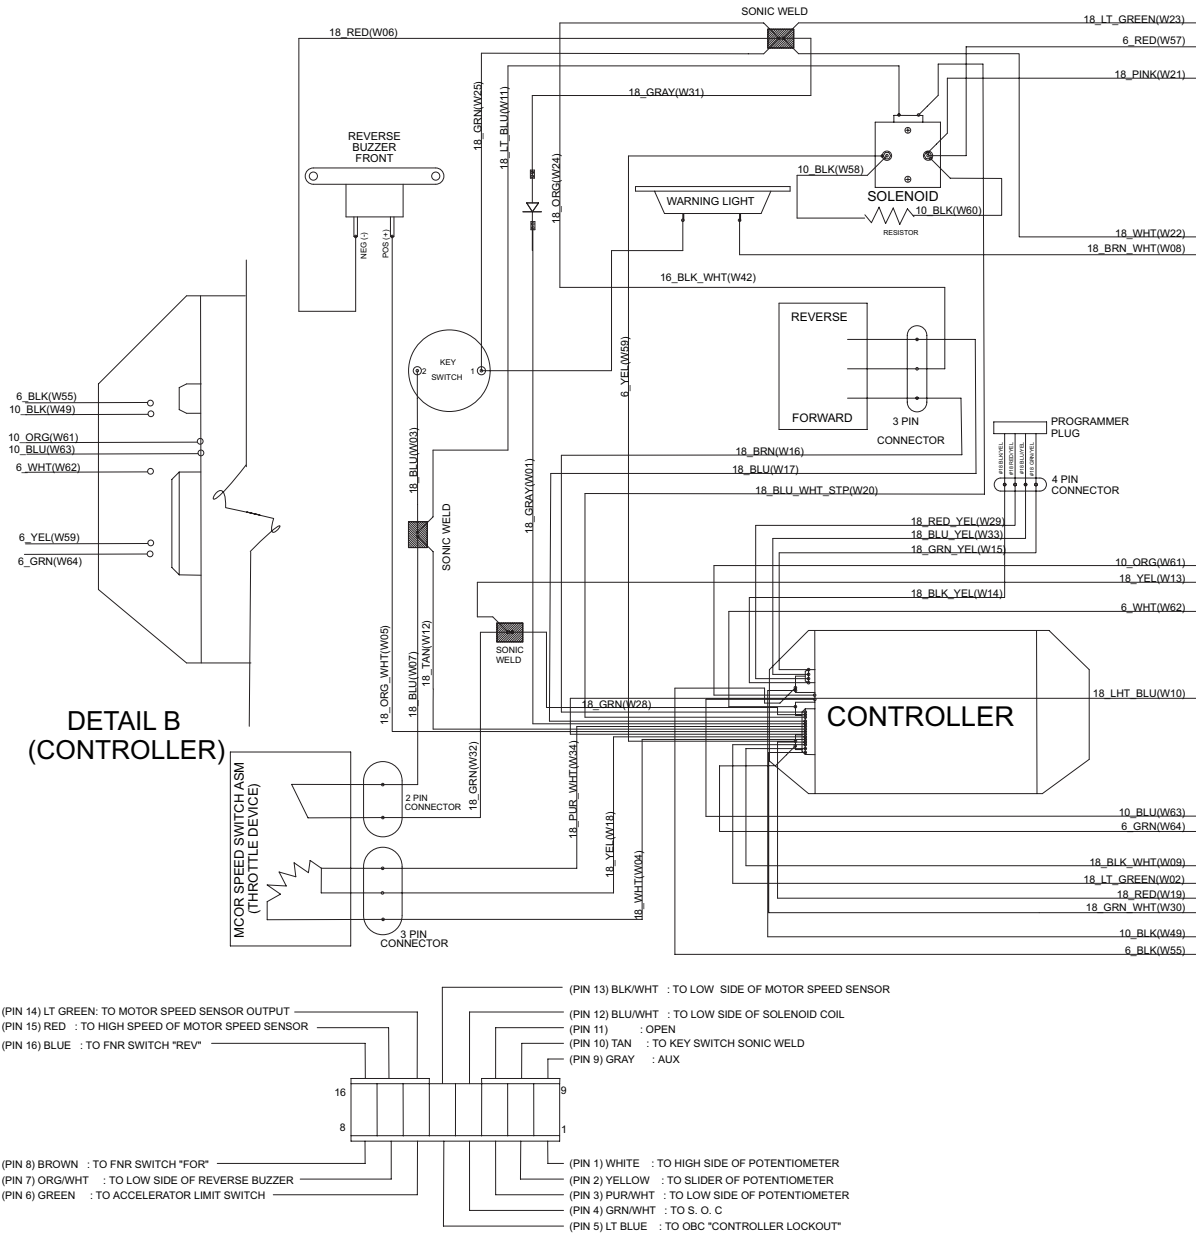 SONIC WELD
18_LT_GREEN(W23)
18_RED(W06)
6_RED(W57)
18_PINK(W21)
18_GRN(W25)
18_LT_BLU(W11)
18_GRAY(W31)
REVERSE
BUZZER
FRONT
NEG (-)
POS (+)
18_ORG(W24)
10_BLK(W58)
SOLENOID
10_BLK(W60)
RESISTOR
WARNING LIGHT
18_WHT(W22)
18_BRN_WHT(W08)
16_BLK_WHT(W42)
REVERSE
FORWARD
3 PIN
CONNECTOR
6_YEL(W59)
KEY
SWITCH
2
1
6_BLK(W55)
10_BLK(W49)
10_ORG(W61)
10_BLU(W63)
6_WHT(W62)
6_YEL(W59)
6_GRN(W64)
18_BLU(W03)
SONIC WELD
18_GRAY(W01)
18_BRN(W16)
18_BLU(W17)
18_BLU_WHT_STP(W20)
PROGRAMMER
PLUG
#18 BLK/YEL
#18 RED/YEL
#18 BLU/YEL
#18 GRN/YEL
4 PIN
CONNECTOR
18_RED_YEL(W29)
18_BLU_YEL(W33)
18_GRN_YEL(W15)
10_ORG(W61)
18_YEL(W13)
18_BLK_YEL(W14)
6_WHT(W62)
SONIC
WELD
18_ORG_WHT(W05)
18_BLU(W07)
18_TAN(W12)
18_GRN(W28)
18_LHT_BLU(W10)
CONTROLLER
DETAIL B
(CONTROLLER)
MCOR SPEED SWITCH ASM
(THROTTLE DEVICE)
2 PIN
CONNECTOR
3 PIN
CONNECTOR
18_GRN(W32)
18_PUR_WHT(W34)
18_YEL(W18)
18_WHT(W04)
10_BLU(W63)
6_GRN(W64)
18_BLK_WHT(W09)
18_LT_GREEN(W02)
18_RED(W19)
18_GRN_WHT(W30)
10_BLK(W49)
6_BLK(W55)
(PIN 13) BLK/WHT : TO LOW SIDE OF MOTOR SPEED SENSOR
(PIN 14) LT GREEN: TO MOTOR SPEED SENSOR OUTPUT
(PIN 12) BLU/WHT : TO LOW SIDE OF SOLENOID COIL
(PIN 15) RED : TO HIGH SPEED OF MOTOR SPEED SENSOR
(PIN 11) : OPEN
(PIN 16) BLUE : TO FNR SWITCH "REV"
(PIN 10) TAN : TO KEY SWITCH SONIC WELD
(PIN 9) GRAY : AUX
16
9
8
1
(PIN 8) BROWN : TO FNR SWITCH "FOR"
(PIN 1) WHITE : TO HIGH SIDE OF POTENTIOMETER
(PIN 7) ORG/WHT : TO LOW SIDE OF REVERSE BUZZER
(PIN 2) YELLOW : TO SLIDER OF POTENTIOMETER
(PIN 6) GREEN : TO ACCELERATOR LIMIT SWITCH
(PIN 3) PUR/WHT : TO LOW SIDE OF POTENTIOMETER
(PIN 4) GRN/WHT : TO S. O. C
(PIN 5) LT BLUE : TO OBC "CONTROLLER LOCKOUT"